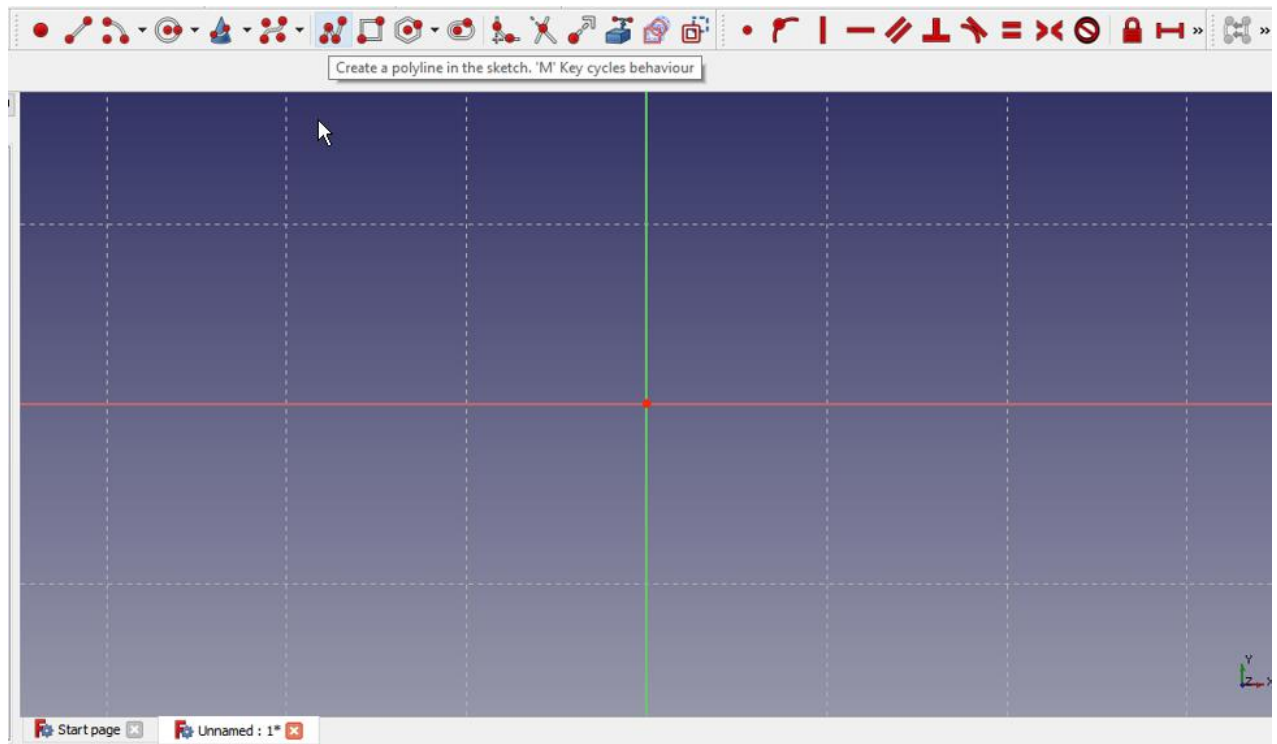 Create a polyline in the sketch. 'M' Key cycles behaviour
Y
Z X
Start page
Unnamed : 1*